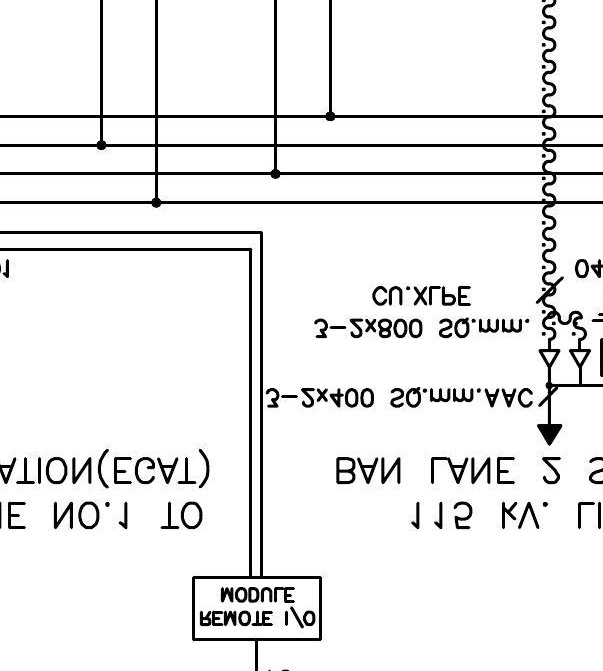 REMOTE I/O
MODULE
NO.1 TO
115 kV. LI
ATION(EGAT)
BAN LANE 2 S
3-2x400 SQ.mm.AAC
3-2x800 SQ.mm.
CU.XLPE
04